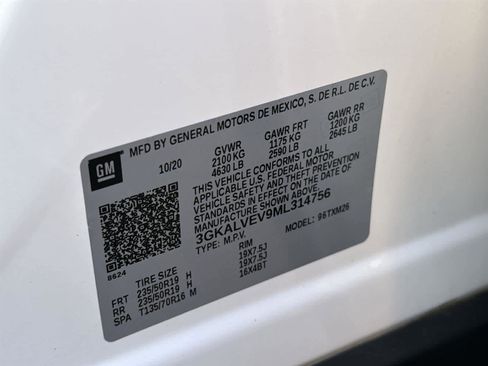 GM
MFD BY GENERAL MOTORS DE MEXICO, S. DE R.L. DE C.V.
10/20 GVWR GAWR FRT GAWR RR
2100 KG 1175 KG 1200 KG
4630 LB 2590 LB 2645 LB
THIS VEHICLE CONFORMS TO ALL
APPLICABLE U.S. FEDERAL MOTOR
VEHICLE SAFETY AND THEFT PREVENTION
STANDARDS IN EFFECT ON THE DATE OF
MANUFACTURE SHOWN ABOVE.
3GKALVEV9ML314756
TYPE: M.P.V. MODEL: 96TXM26
8624
TIRE SIZE RIM
FRT 235/50R19 H 19X7.5J
RR 235/50R19 H 19X7.5J
SPA T135/70R16 M 16X4BT